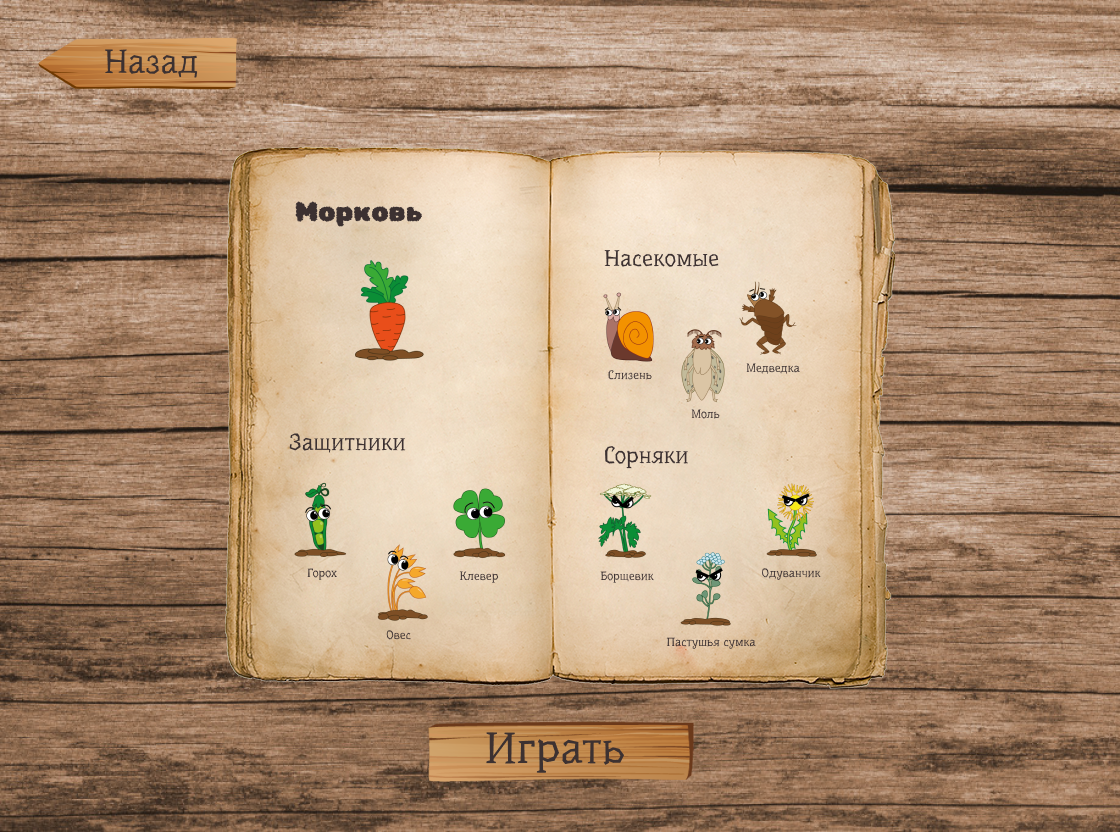 Назад
Морковь
Защитники
Горох
Овес
Клевер
Насекомые
Слизень
Моль
Медведка
Сорняки
Борщевик
Пастушья сумка
Одуванчик
Играть